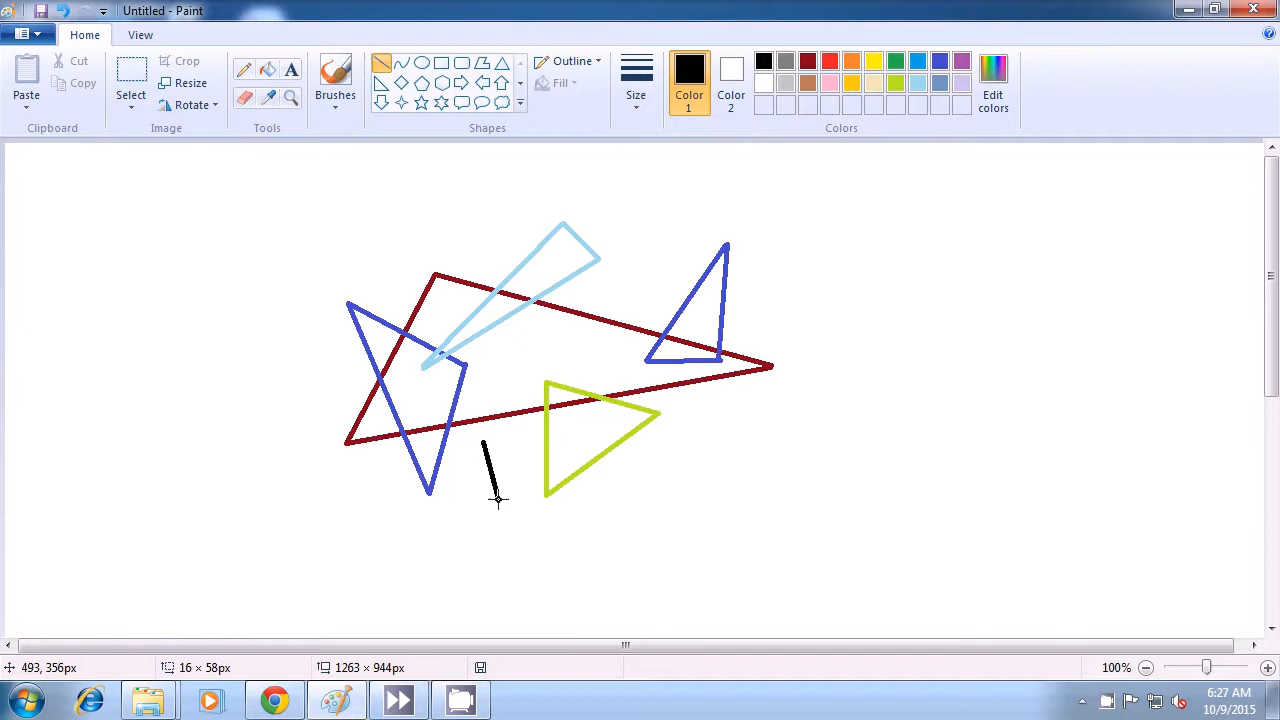 Untitled - Paint
Home View
Paste
Cut
Copy
Clipboard
Select
Crop
Resize
Rotate
Image
A
Tools
Brushes
Outline
Fill
Shapes
Size
Color 1
Color 2
Edit colors
Colors
493, 356px 16 × 58px 1263 × 944px 100%
6:27 AM
10/9/2015